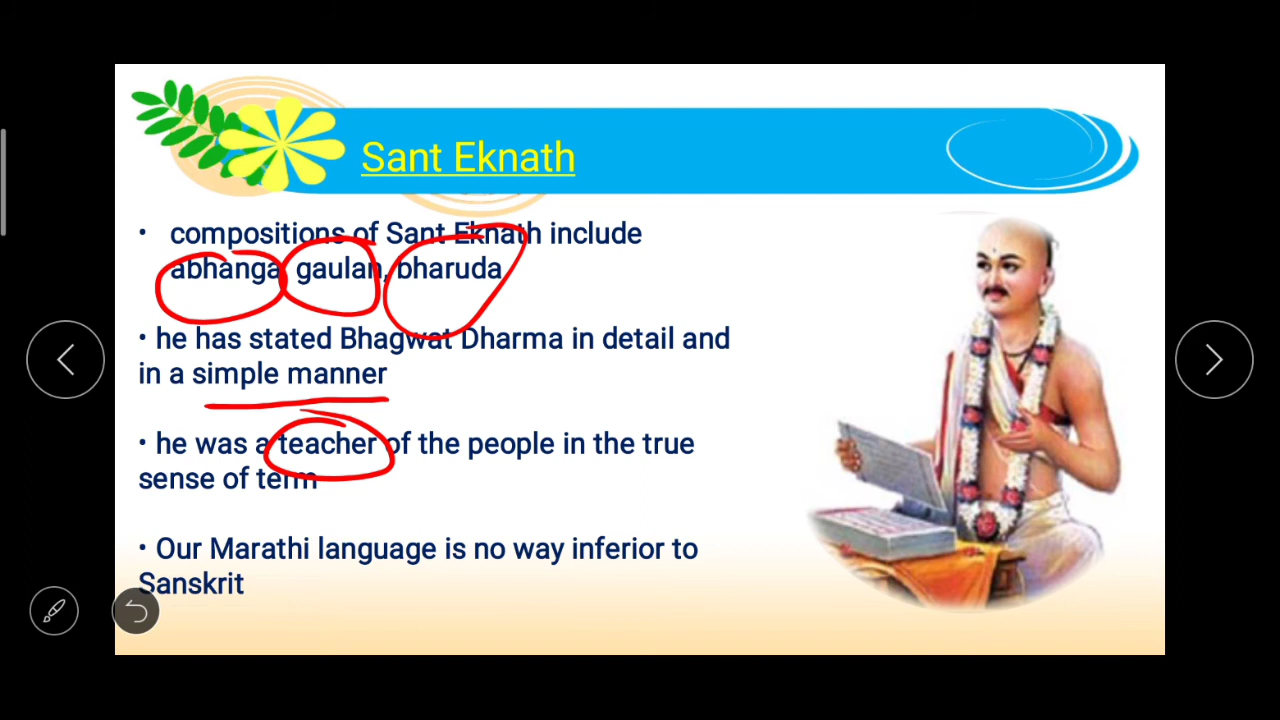 Sant Eknath
• compositions of Sant Eknath include
abhanga, gaulan, bharuda
• he has stated Bhagwat Dharma in detail and
in a simple manner
• he was a teacher of the people in the true
sense of term
• Our Marathi language is no way inferior to
Sanskrit